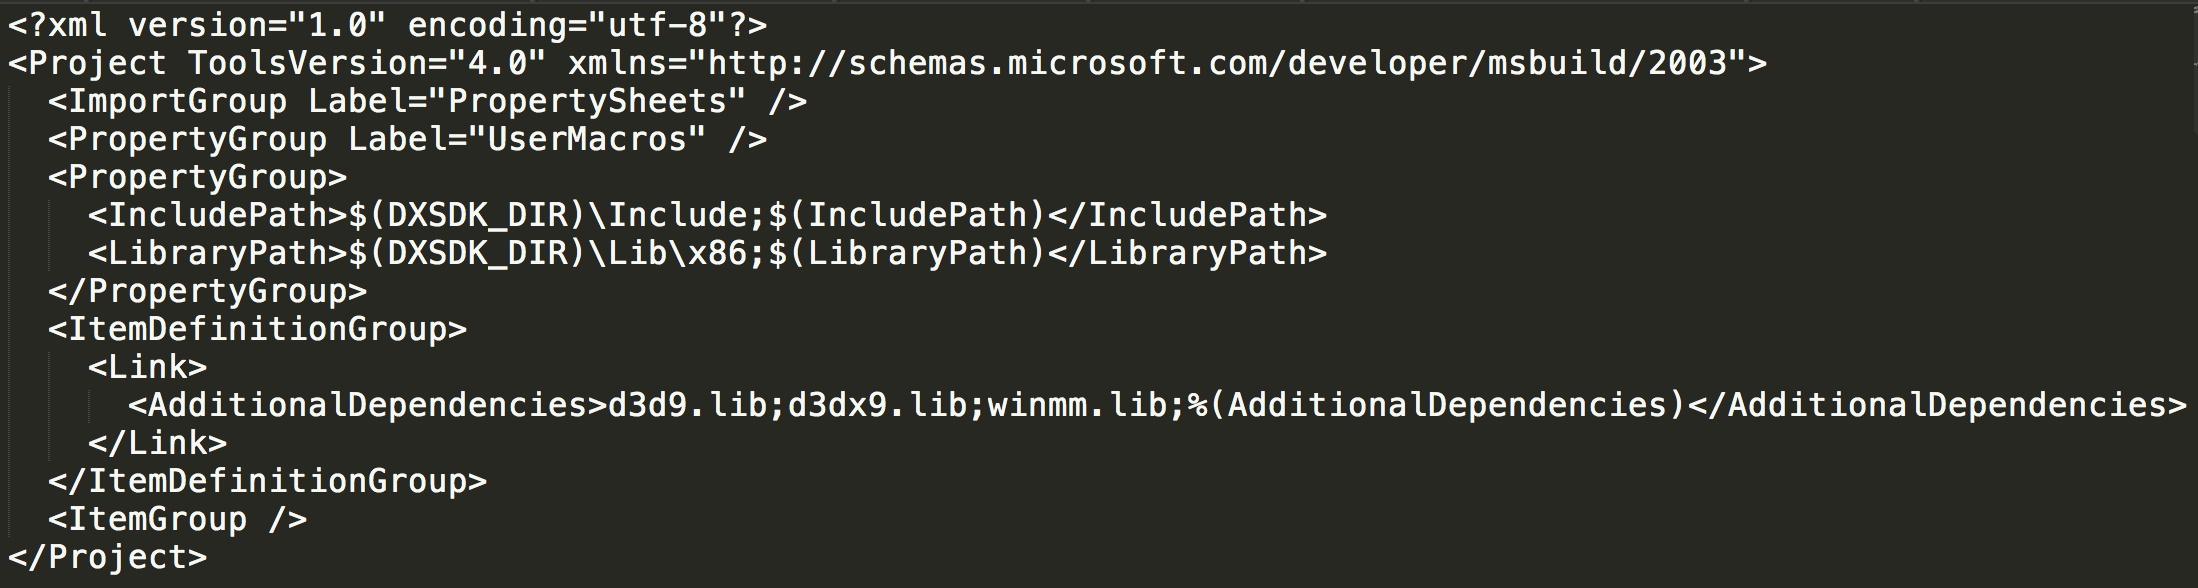 <?xml version="1.0" encoding="utf-8"?>
<Project ToolsVersion="4.0" xmlns="http://schemas.microsoft.com/developer/msbuild/2003">
  <ImportGroup Label="PropertySheets" />
  <PropertyGroup Label="UserMacros" />
  <PropertyGroup>
    <IncludePath>$(DXSDK_DIR)\Include;$(IncludePath)</IncludePath>
    <LibraryPath>$(DXSDK_DIR)\Lib\x86;$(LibraryPath)</LibraryPath>
  </PropertyGroup>
  <ItemDefinitionGroup>
    <Link>
      <AdditionalDependencies>d3d9.lib;d3dx9.lib;winmm.lib;%(AdditionalDependencies)</AdditionalDependencies>
    </Link>
  </ItemDefinitionGroup>
  <ItemGroup />
</Project>